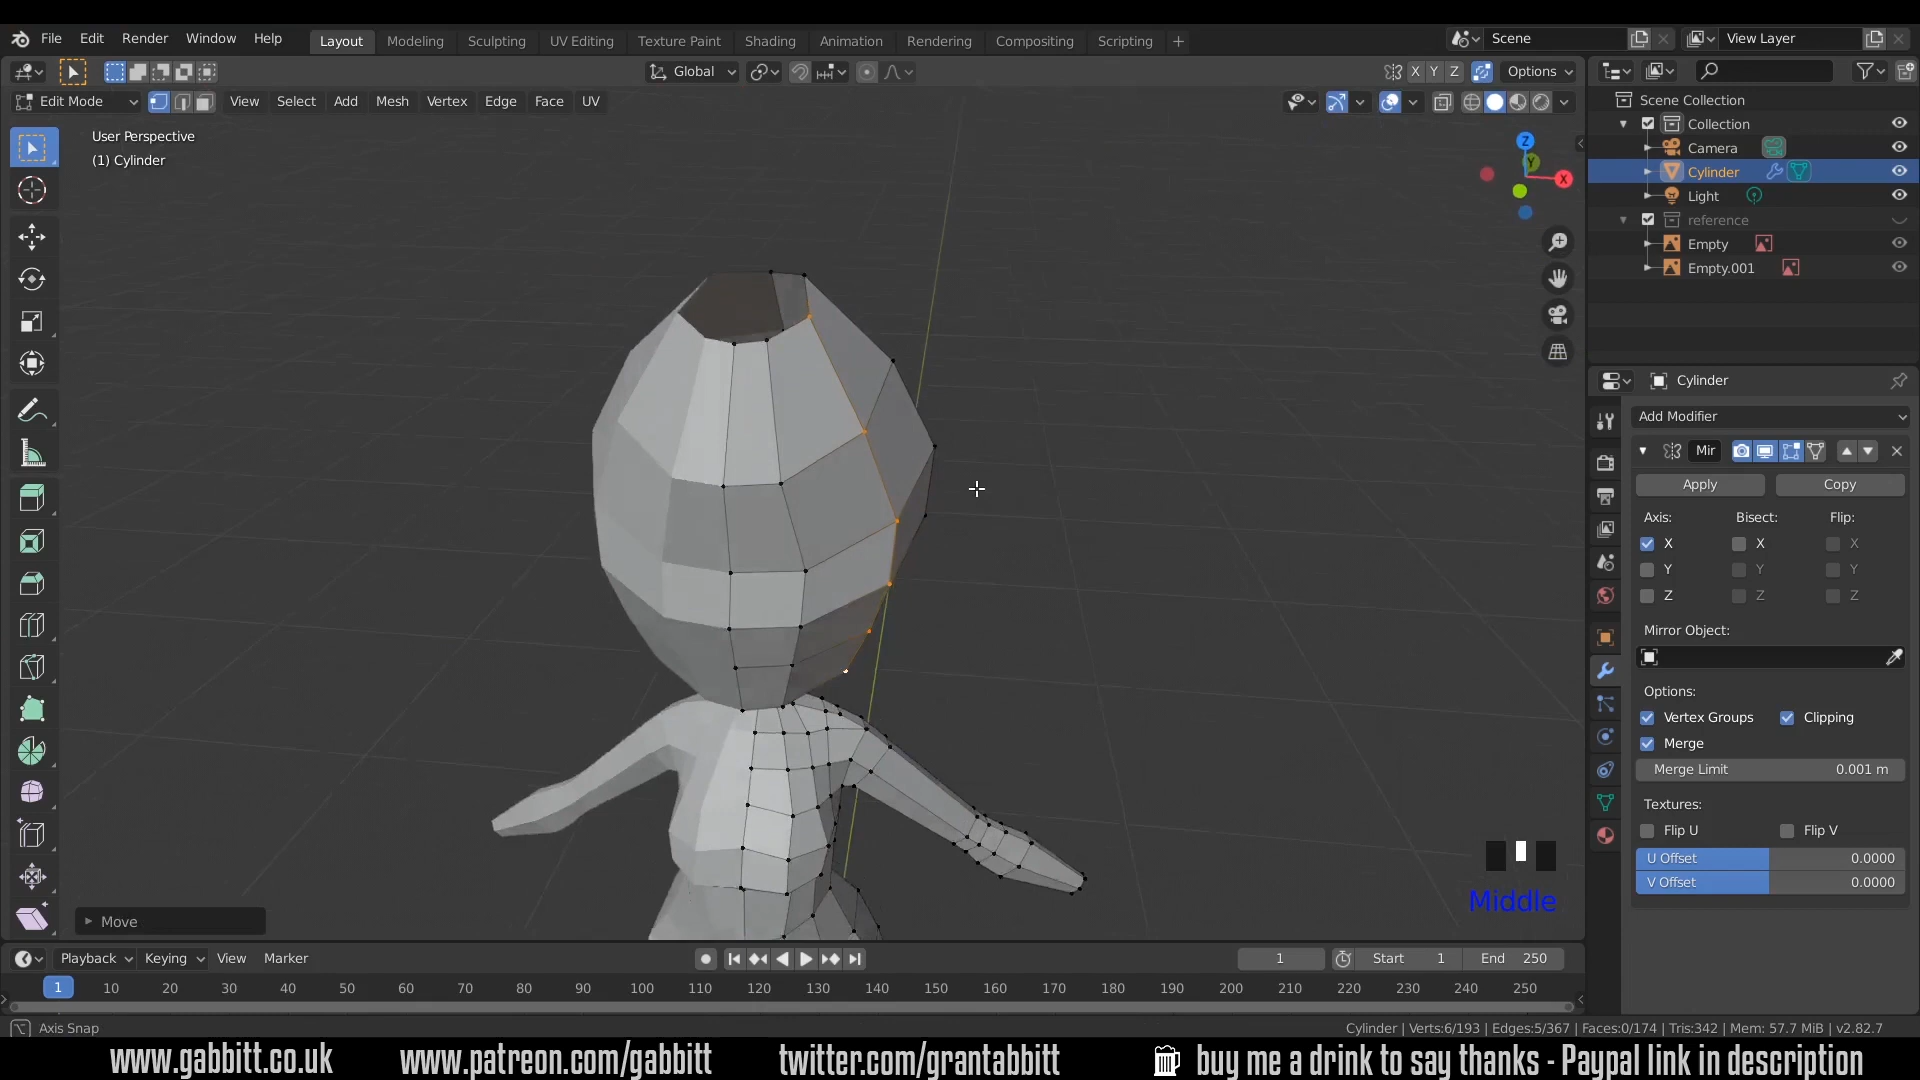 File Edit Render Window Help
Layout Modeling Sculpting UV Editing Texture Paint Shading Animation Rendering Compositing Scripting +
Scene
View Layer
Global
X Y Z
Options
Edit Mode
View Select Add Mesh Vertex Edge Face UV
User Perspective
(1) Cylinder
Z
Y
X
Scene Collection
Collection
Camera
Cylinder
Light
reference
Empty
Empty.001
Cylinder
Add Modifier
Mir
Apply Copy
Axis: Bisect: Flip:
X X X
Y Y Y
Z Z Z
Mirror Object:
Options:
Vertex Groups Clipping
Merge
Merge Limit 0.001 m
Textures:
Flip U Flip V
U Offset 0.0000
V Offset 0.0000
Middle
Move
Playback Keying View Marker
1
Start 1 End 250
1 10 20 30 40 50 60 70 80 90 100 110 120 130 140 150 160 170 180 190 200 210 220 230 240 250
Axis Snap
Cylinder | Verts:6/193 | Edges:5/367 | Faces:0/174 | Tris:342 | Mem: 57.7 MiB | v2.82.7
www.gabbitt.co.uk www.patreon.com/gabbitt twitter.com/grantabbitt buy me a drink to say thanks - Paypal link in description